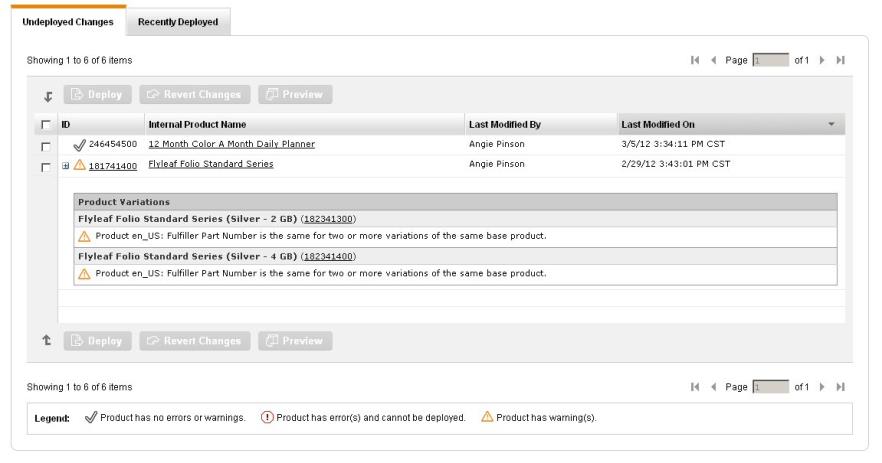 Undeployed Changes Recently Deployed
Showing 1 to 6 of 6 items Page 1 of 1
Deploy Revert Changes Preview
ID Internal Product Name Last Modified By Last Modified On
246454500 12 Month Color A Month Daily Planner Angie Pinson 3/5/12 3:34:11 PM CST
181741400 Flyleaf Folio Standard Series Angie Pinson 2/29/12 3:43:01 PM CST
Product Variations
Flyleaf Folio Standard Series (Silver - 2 GB) (182341300)
Product en_US: Fulfiller Part Number is the same for two or more variations of the same base product.
Flyleaf Folio Standard Series (Silver - 4 GB) (182341400)
Product en_US: Fulfiller Part Number is the same for two or more variations of the same base product.
Deploy Revert Changes Preview
Showing 1 to 6 of 6 items Page 1 of 1
Legend: Product has no errors or warnings. Product has error(s) and cannot be deployed. Product has warning(s).